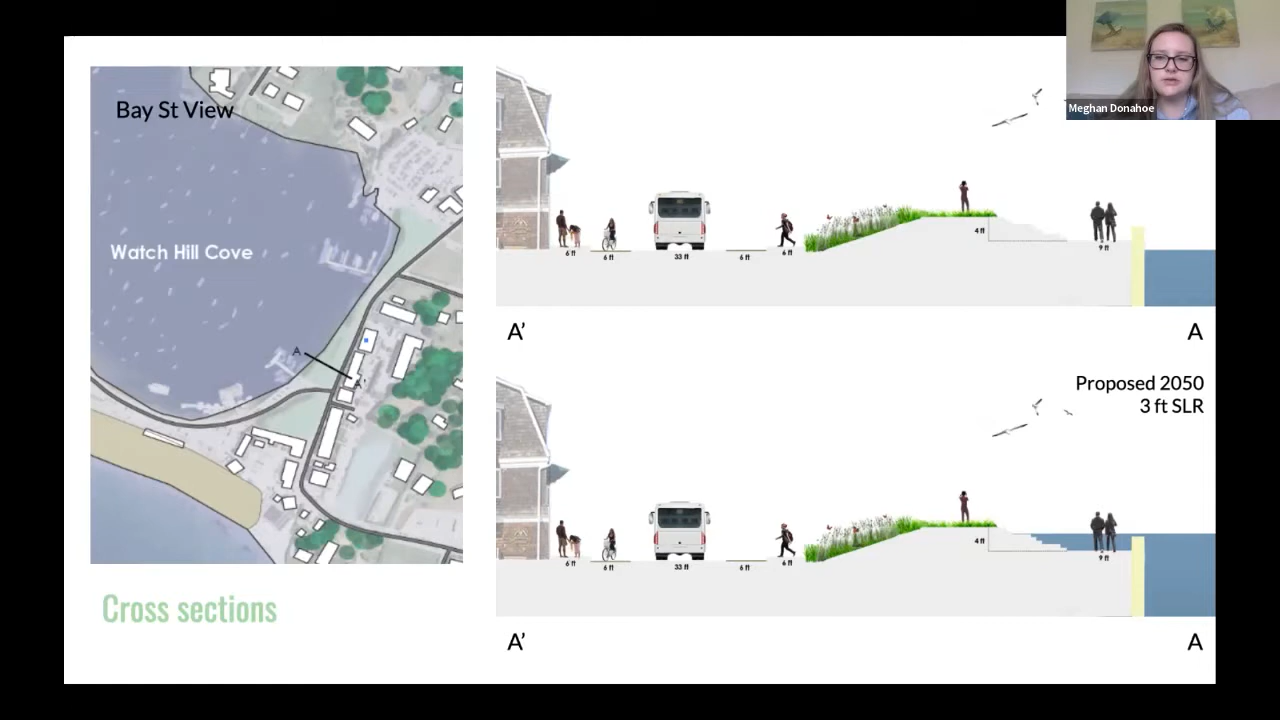 Meghan Donahoe
Bay St View
Watch Hill Cove
A
A'
Cross sections
4 ft
6 ft
6 ft
33 ft
6 ft
6 ft
9 ft
A'
A
Proposed 2050
3 ft SLR
4 ft
6 ft
6 ft
33 ft
6 ft
6 ft
9 ft
A'
A